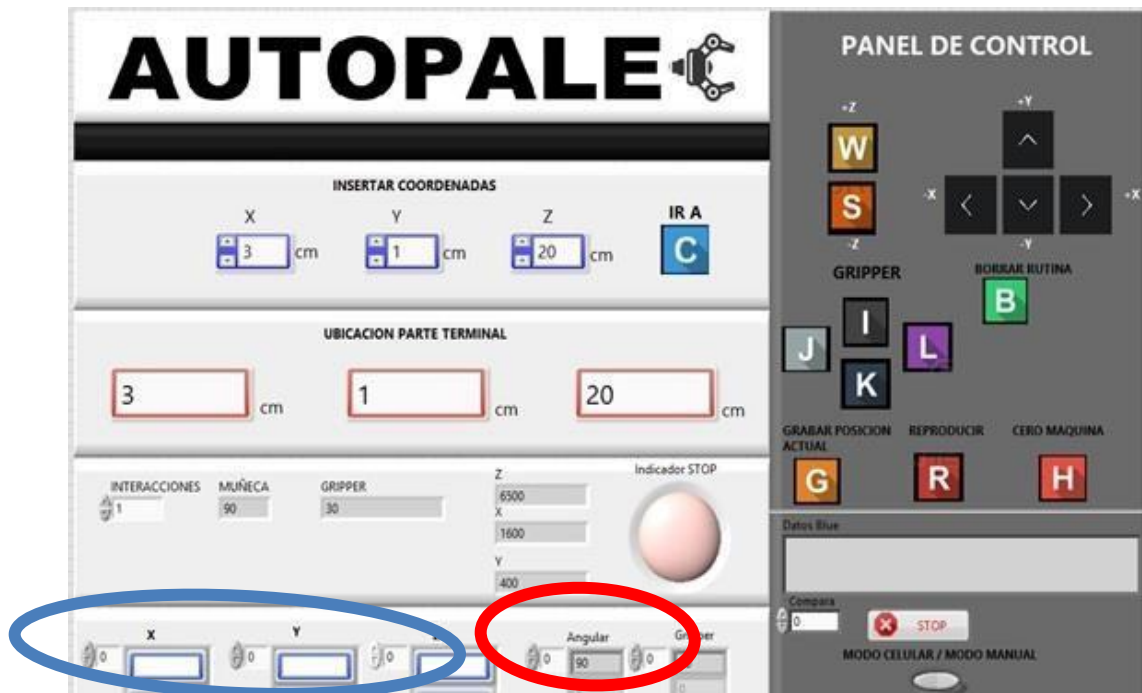 AUTOPALE
INSERTAR COORDENADAS
X Y Z IR A
3 cm 1 cm 20 cm C
UBICACION PARTE TERMINAL
3 cm 1 cm 20 cm
INTERACCIONES MUÑECA GRIPPER
1 90 30
Z
6500
X
1600
Y
400
Indicador STOP
X Y Angular
0 0 0 0 90 0
PANEL DE CONTROL
+Z +Y
W
S -X +X
-Z -Y
GRIPPER BORRAR RUTINA
B
I
J L
K
GRABAR POSICION ACTUAL REPRODUCIR CERO MAQUINA
G R H
Datos Blue
Compara
0 STOP
MODO CELULAR / MODO MANUAL